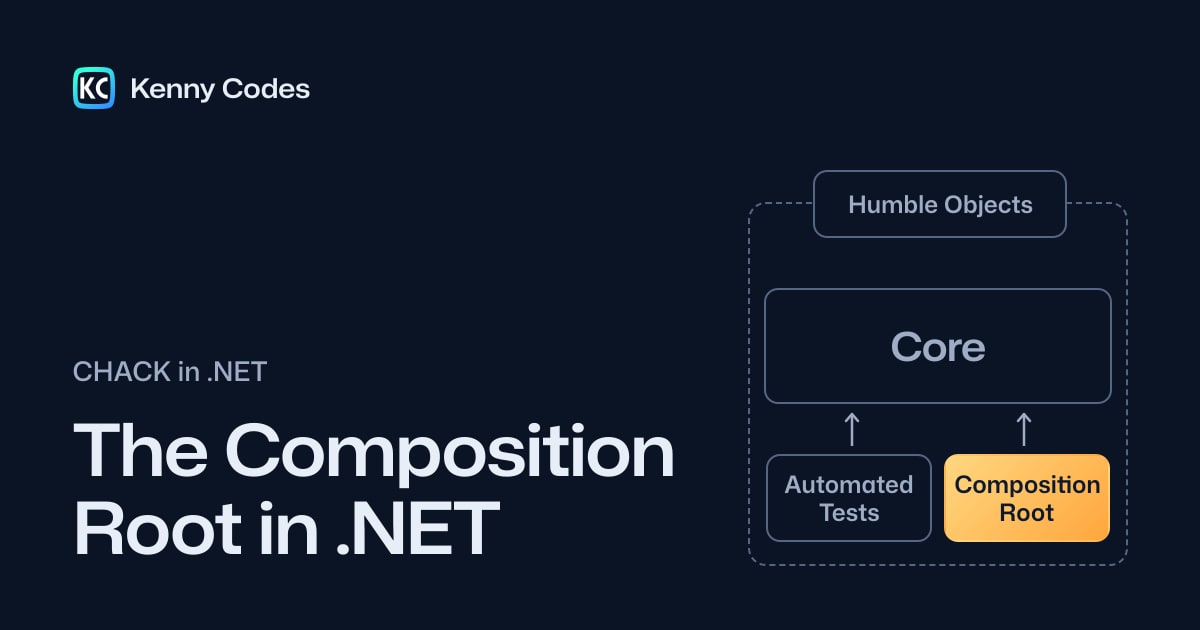 KC
Kenny Codes
CHACK in .NET
The Composition
Root in .NET
Humble Objects
Core
Automated
Tests
Composition
Root